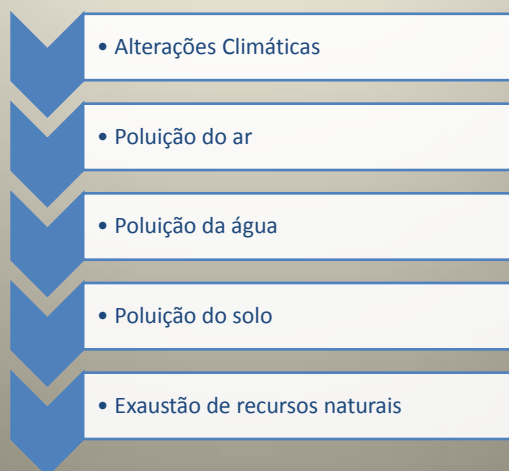 • Alterações Climáticas
• Poluição do ar
• Poluição da água
• Poluição do solo
• Exaustão de recursos naturais